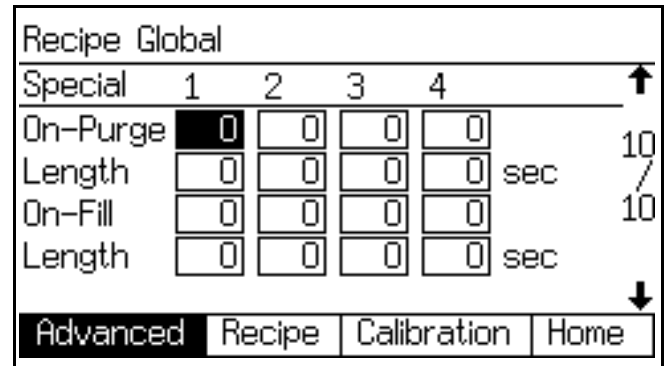 Recipe Global
Special 1 2 3 4
On-Purge 0 0 0 0
Length 0 0 0 0 sec
On-Fill 0 0 0 0
Length 0 0 0 0 sec
10
/
10
Advanced Recipe Calibration Home